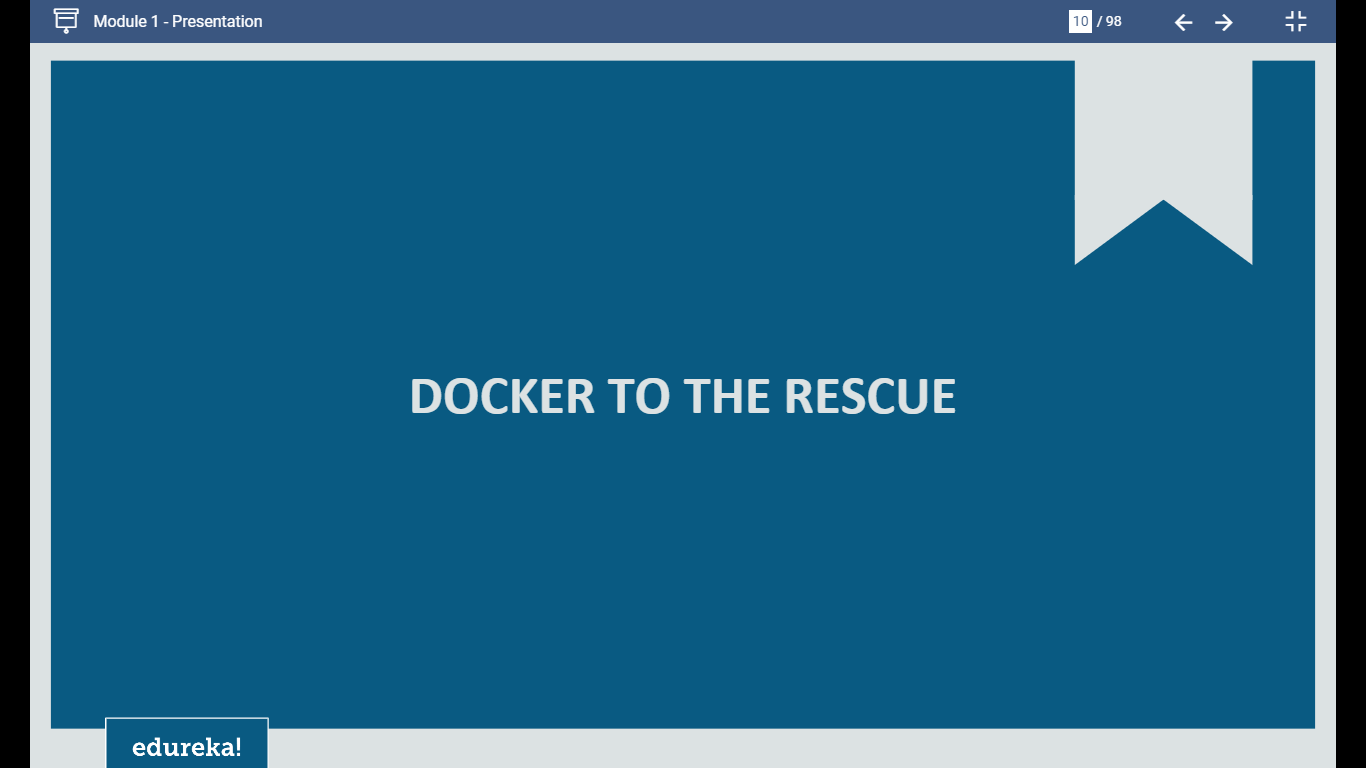 Module 1 - Presentation
10 / 98
DOCKER TO THE RESCUE
edureka!